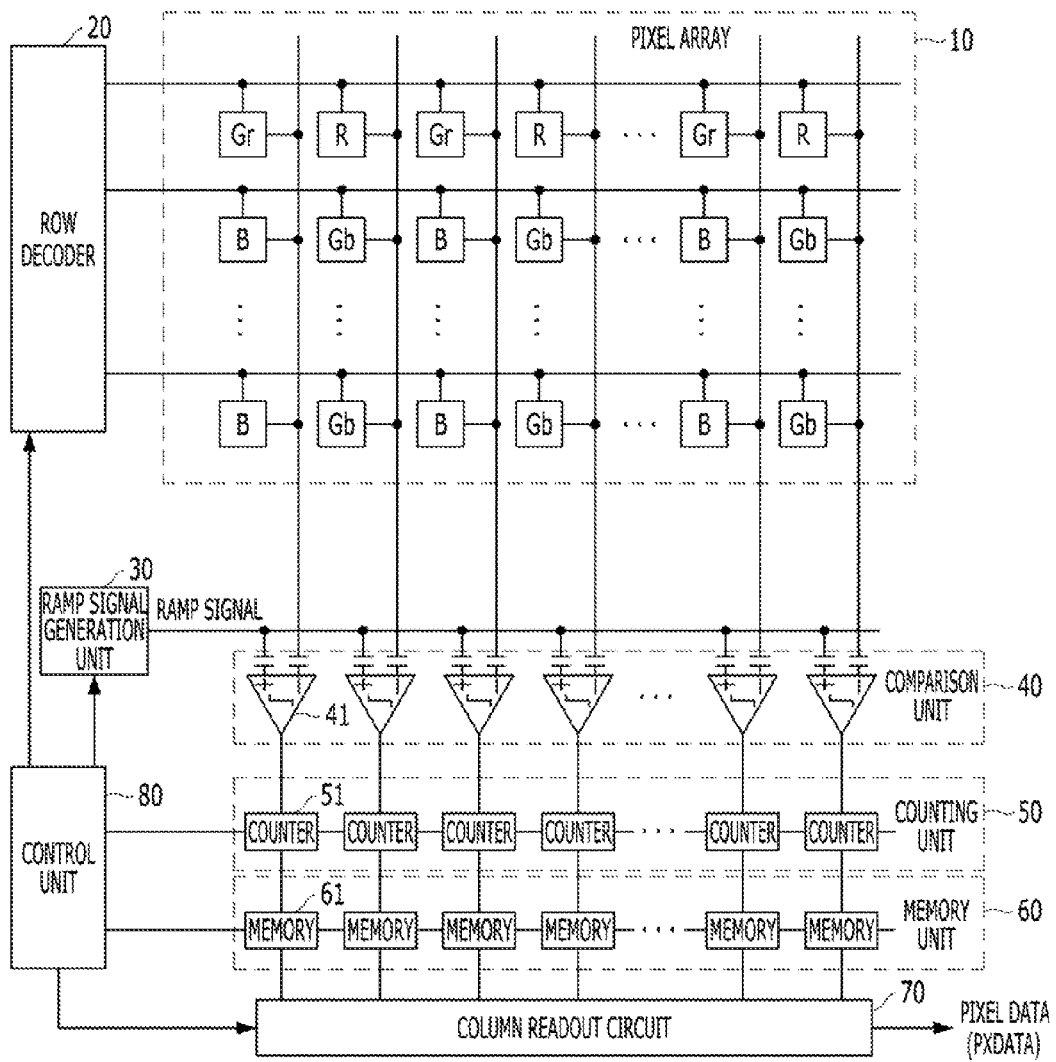 20
PIXEL ARRAY
10
Gr R Gr R ··· Gr R
ROW
DECODER
B Gb B Gb ··· B Gb
B Gb B Gb ··· B Gb
30
RAMP SIGNAL
GENERATION
UNIT
RAMP SIGNAL
+ + + + + +
41
···
COMPARISON
UNIT
40
80
CONTROL
UNIT
51
COUNTER COUNTER COUNTER COUNTER ··· COUNTER COUNTER
COUNTING
UNIT
50
61
MEMORY MEMORY MEMORY MEMORY ··· MEMORY MEMORY
MEMORY
UNIT
60
70
COLUMN READOUT CIRCUIT
PIXEL DATA
(PXDATA)